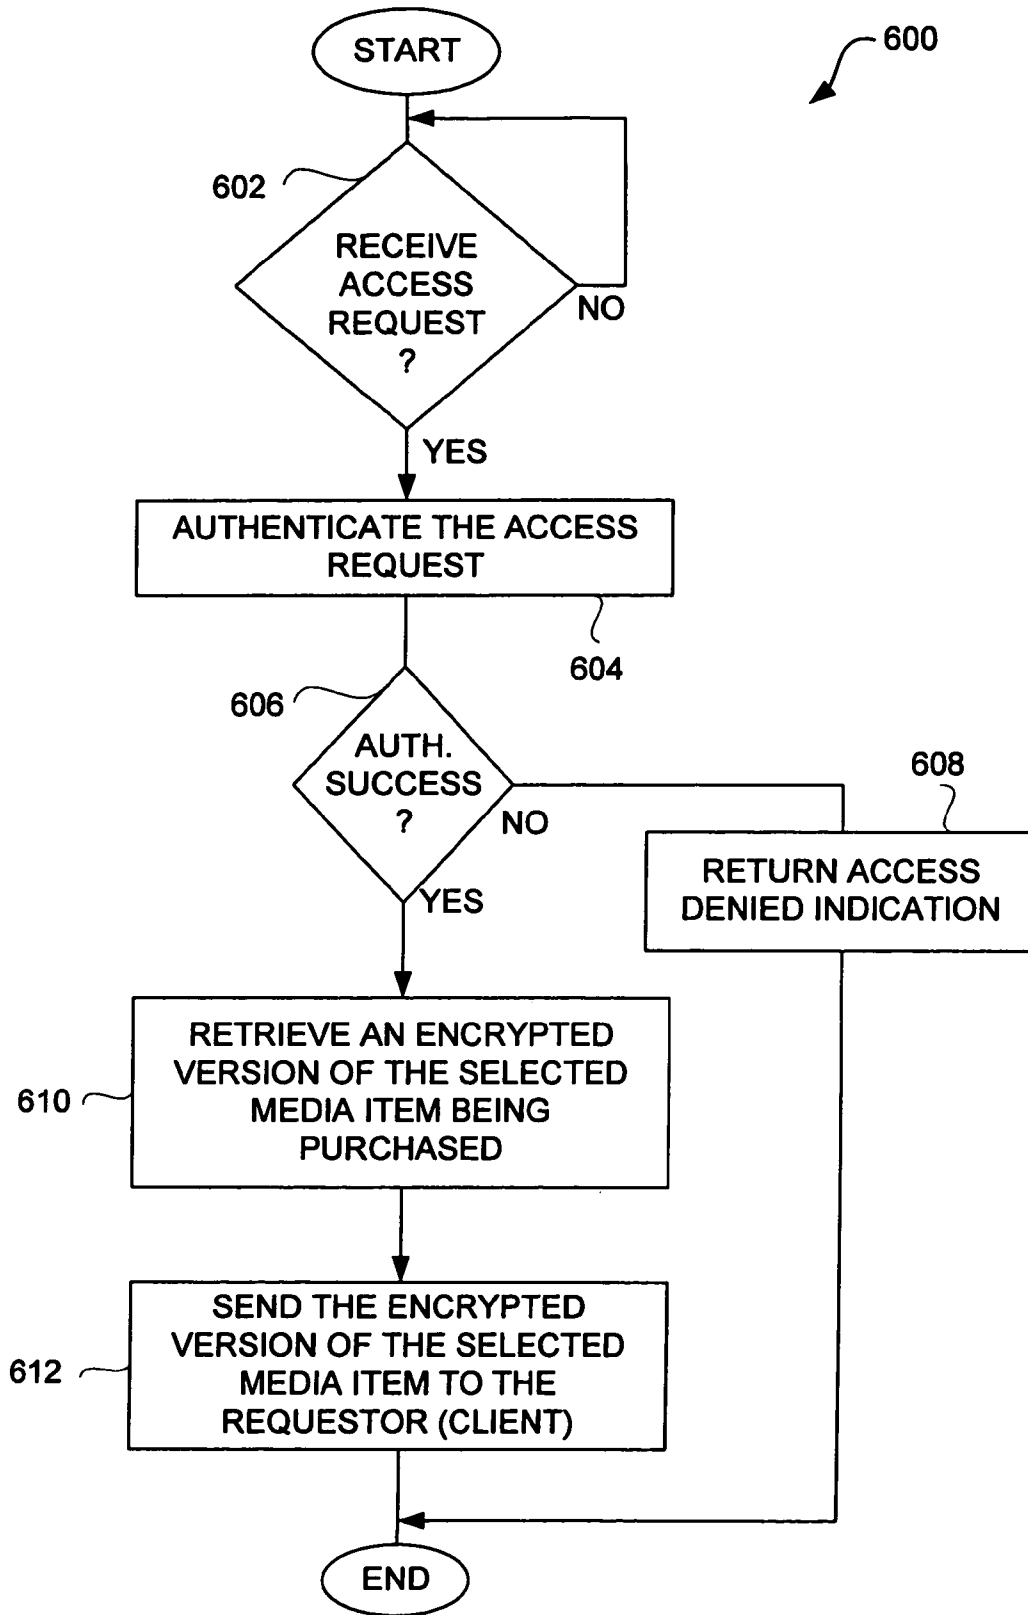 START
600
602
RECEIVE
ACCESS
REQUEST
?
NO
YES
AUTHENTICATE THE ACCESS
REQUEST
604
606
AUTH.
SUCCESS
?
NO
YES
608
RETURN ACCESS
DENIED INDICATION
610
RETRIEVE AN ENCRYPTED
VERSION OF THE SELECTED
MEDIA ITEM BEING
PURCHASED
612
SEND THE ENCRYPTED
VERSION OF THE SELECTED
MEDIA ITEM TO THE
REQUESTOR (CLIENT)
END